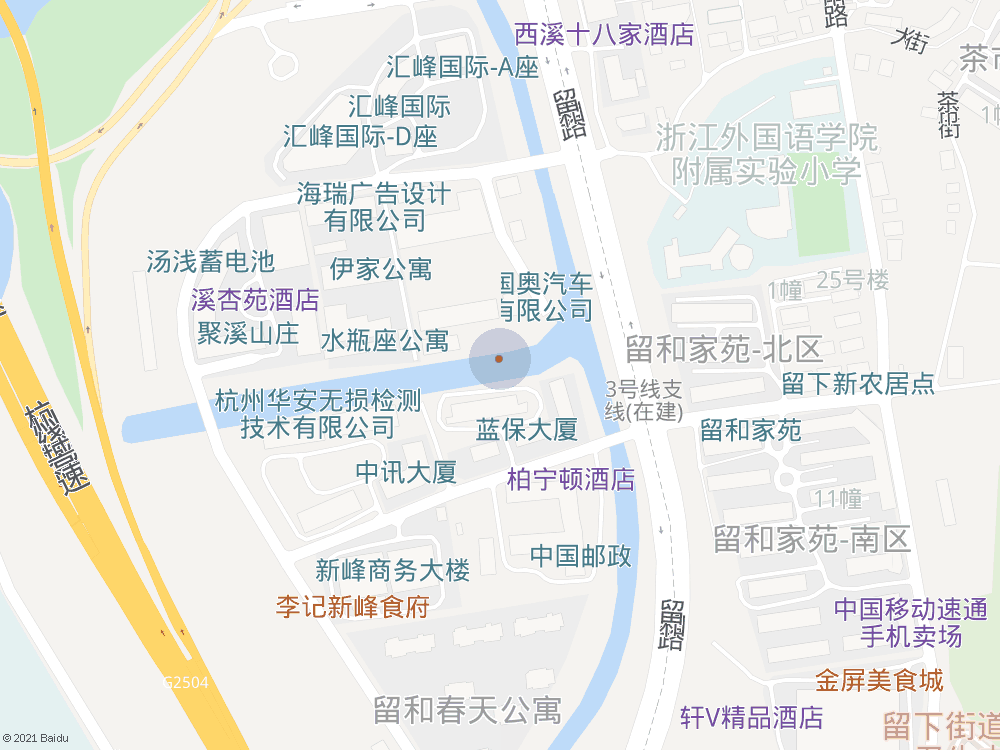 西溪十八家酒店
大街
茶市
汇峰国际-A座
汇峰国际
汇峰国际-D座
浙江外国语学院
附属实验小学
海瑞广告设计
有限公司
汤浅蓄电池
伊家公寓
国奥汽车
有限公司
1幢
25号楼
溪杏苑酒店
聚溪山庄
水瓶座公寓
留和家苑-北区
3号线支
线(在建)
留下新农居点
杭州华安无损检测
技术有限公司
蓝保大厦
留和家苑
中讯大厦
柏宁顿酒店
11幢
留和家苑-南区
中国邮政
新峰商务大楼
李记新峰食府
中国移动速通
手机卖场
G2504
金屏美食城
留和春天公寓
轩V精品酒店
留下街道
© 2021 Baidu